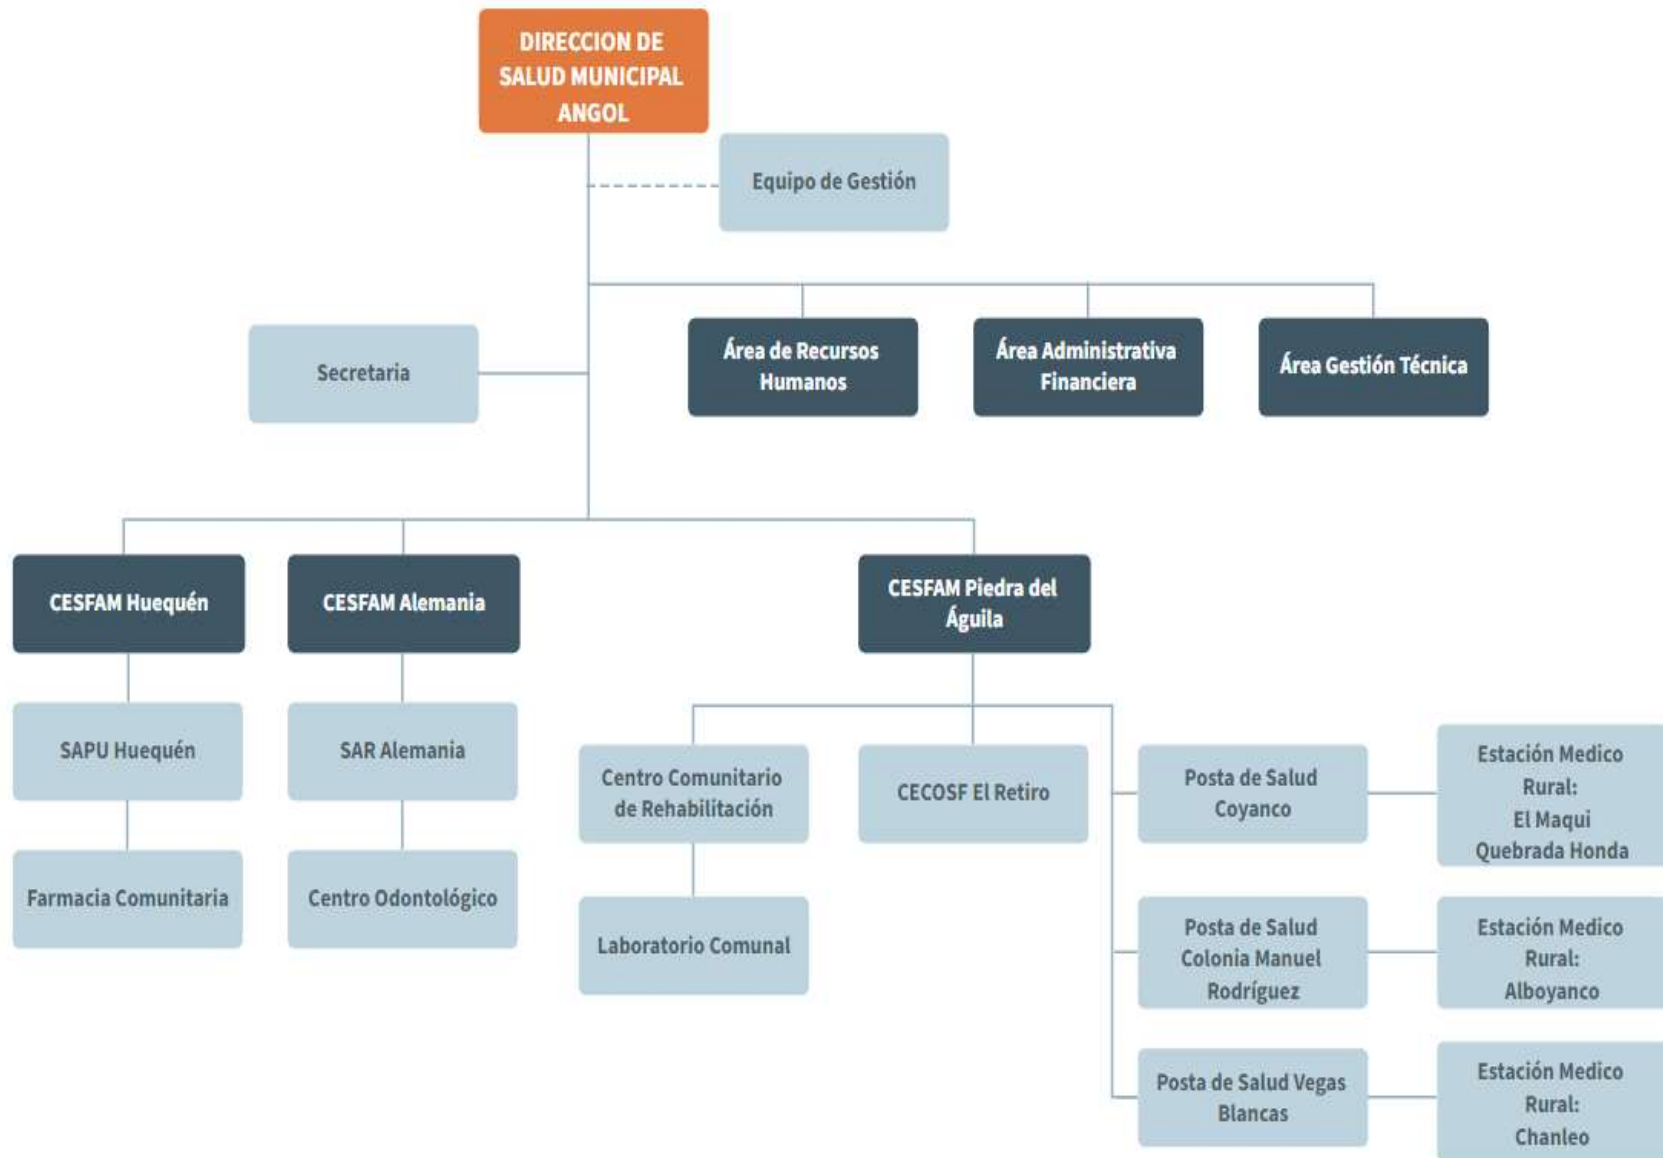 DIRECCION DE
SALUD MUNICIPAL
ANGOL
Equipo de Gestión
Secretaria
Área de Recursos
Humanos
Área Administrativa
Financiera
Área Gestión Técnica
CESFAM Huequén
CESFAM Alemania
CESFAM Piedra del
Águila
SAPU Huequén
SAR Alemania
Centro Comunitario
de Rehabilitación
CECOSF El Retiro
Posta de Salud
Coyanco
Estación Medico
Rural:
El Maqui
Quebrada Honda
Farmacia Comunitaria
Centro Odontológico
Laboratorio Comunal
Posta de Salud
Colonia Manuel
Rodríguez
Estación Medico
Rural:
Alboyanco
Posta de Salud Vegas
Blancas
Estación Medico
Rural:
Chanleo